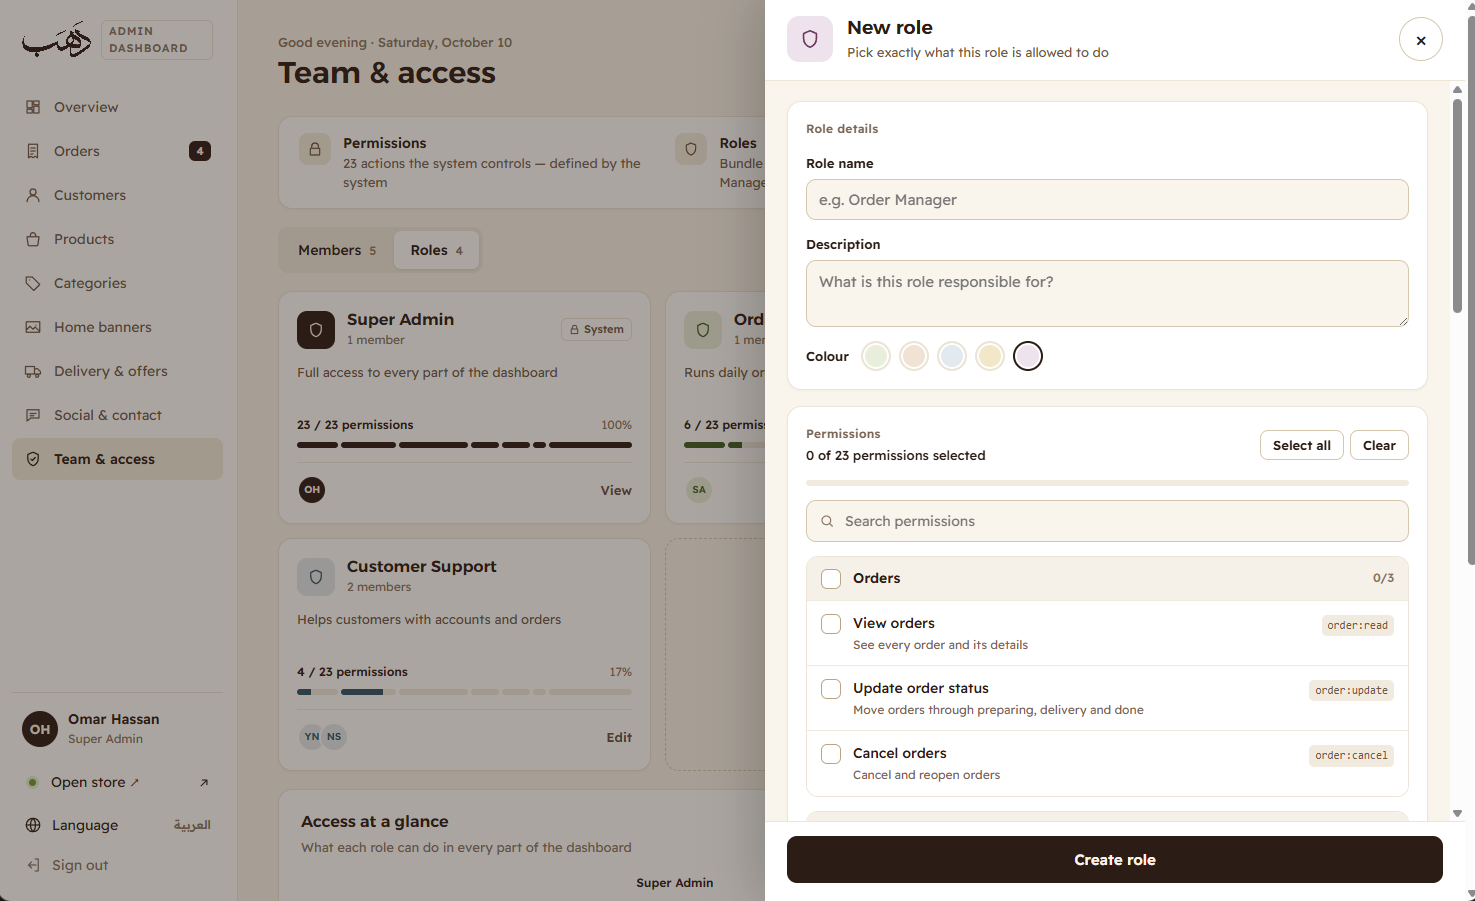 ذهب
ADMIN
DASHBOARD
Overview
Orders
4
Customers
Products
Categories
Home banners
Delivery & offers
Social & contact
Team & access
OH
Omar Hassan
Super Admin
Open store ↗
Language
العربية
Sign out
Good evening · Saturday, October 10
Team & access
Permissions
23 actions the system controls — defined by the
system
Roles
Bundle
Members 5
Roles 4
Super Admin
1 member
System
Full access to every part of the dashboard
23 / 23 permissions
100%
OH
View
1
Runs daily
6 / 23
SA
Customer Support
2 members
Helps customers with accounts and orders
4 / 23 permissions
17%
YN
NS
Edit
Access at a glance
What each role can do in every part of the dashboard
Super Admin
New role
Pick exactly what this role is allowed to do
Role details
Role name
e.g. Order Manager
Description
What is this role responsible for?
Colour
Permissions
0 of 23 permissions selected
Select all
Clear
Search permissions
Orders
0/3
View orders
See every order and its details
order:read
Update order status
Move orders through preparing, delivery and done
order:update
Cancel orders
Cancel and reopen orders
order:cancel
Create role